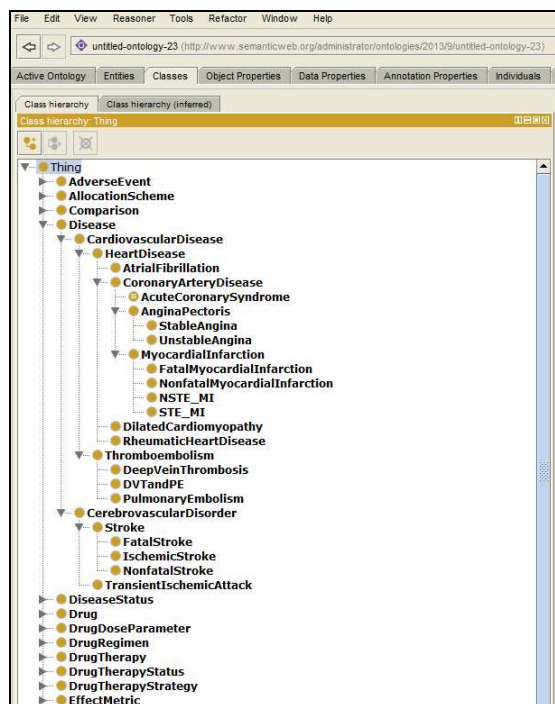 File Edit View Reasoner Tools Refactor Window Help
untitled-ontology-23 (http://www.semanticweb.org/administrator/ontologies/2013/9/untitled-ontology-23)
Active Ontology Entities Classes Object Properties Data Properties Annotation Properties Individuals
Class hierarchy Class hierarchy (inferred)
Class hierarchy: Thing
Thing
AdverseEvent
AllocationScheme
Comparison
Disease
CardiovascularDisease
HeartDisease
AtrialFibrillation
CoronaryArteryDisease
AcuteCoronarySyndrome
AnginaPectoris
StableAngina
UnstableAngina
MyocardialInfarction
FatalMyocardialInfarction
NonfatalMyocardialInfarction
NSTE_MI
STE_MI
DilatedCardiomyopathy
RheumaticHeartDisease
Thromboembolism
DeepVeinThrombosis
DVTandPE
PulmonaryEmbolism
CerebrovascularDisorder
Stroke
FatalStroke
IschemicStroke
NonfatalStroke
TransientIschemicAttack
DiseaseStatus
Drug
DrugDoseParameter
DrugRegimen
DrugTherapy
DrugTherapyStatus
DrugTherapyStrategy
EffectMetric